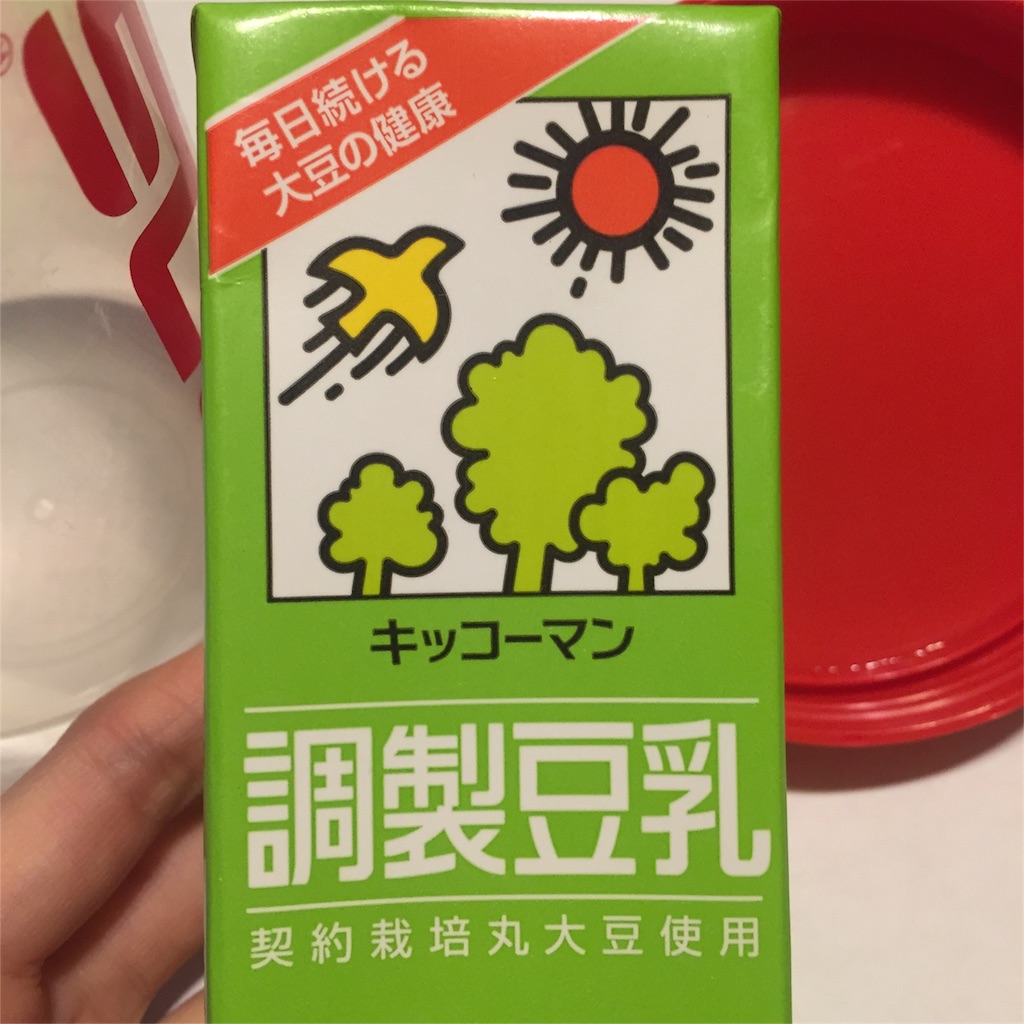 毎日続ける
大豆の健康
キッコーマン
調製豆乳
契約栽培丸大豆使用